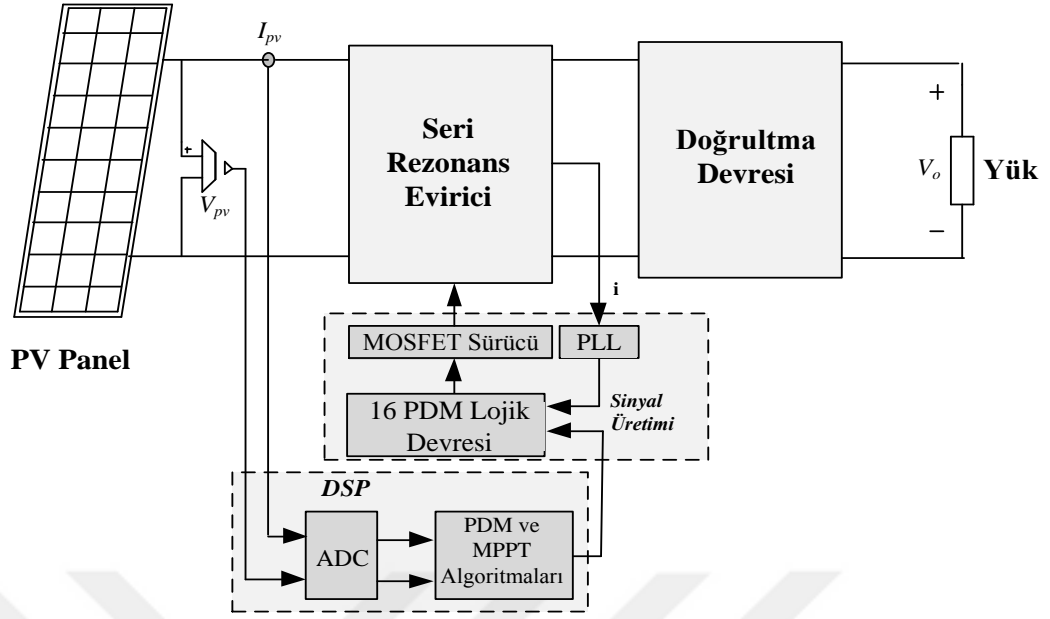 I_pv
Seri
Rezonans
Evirici
Doğrultma
Devresi
+
V_o
−
Yük
+
V_pv
PV Panel
i
MOSFET Sürücü
PLL
16 PDM Lojik
Devresi
Sinyal
Üretimi
DSP
ADC
PDM ve
MPPT
Algoritmaları